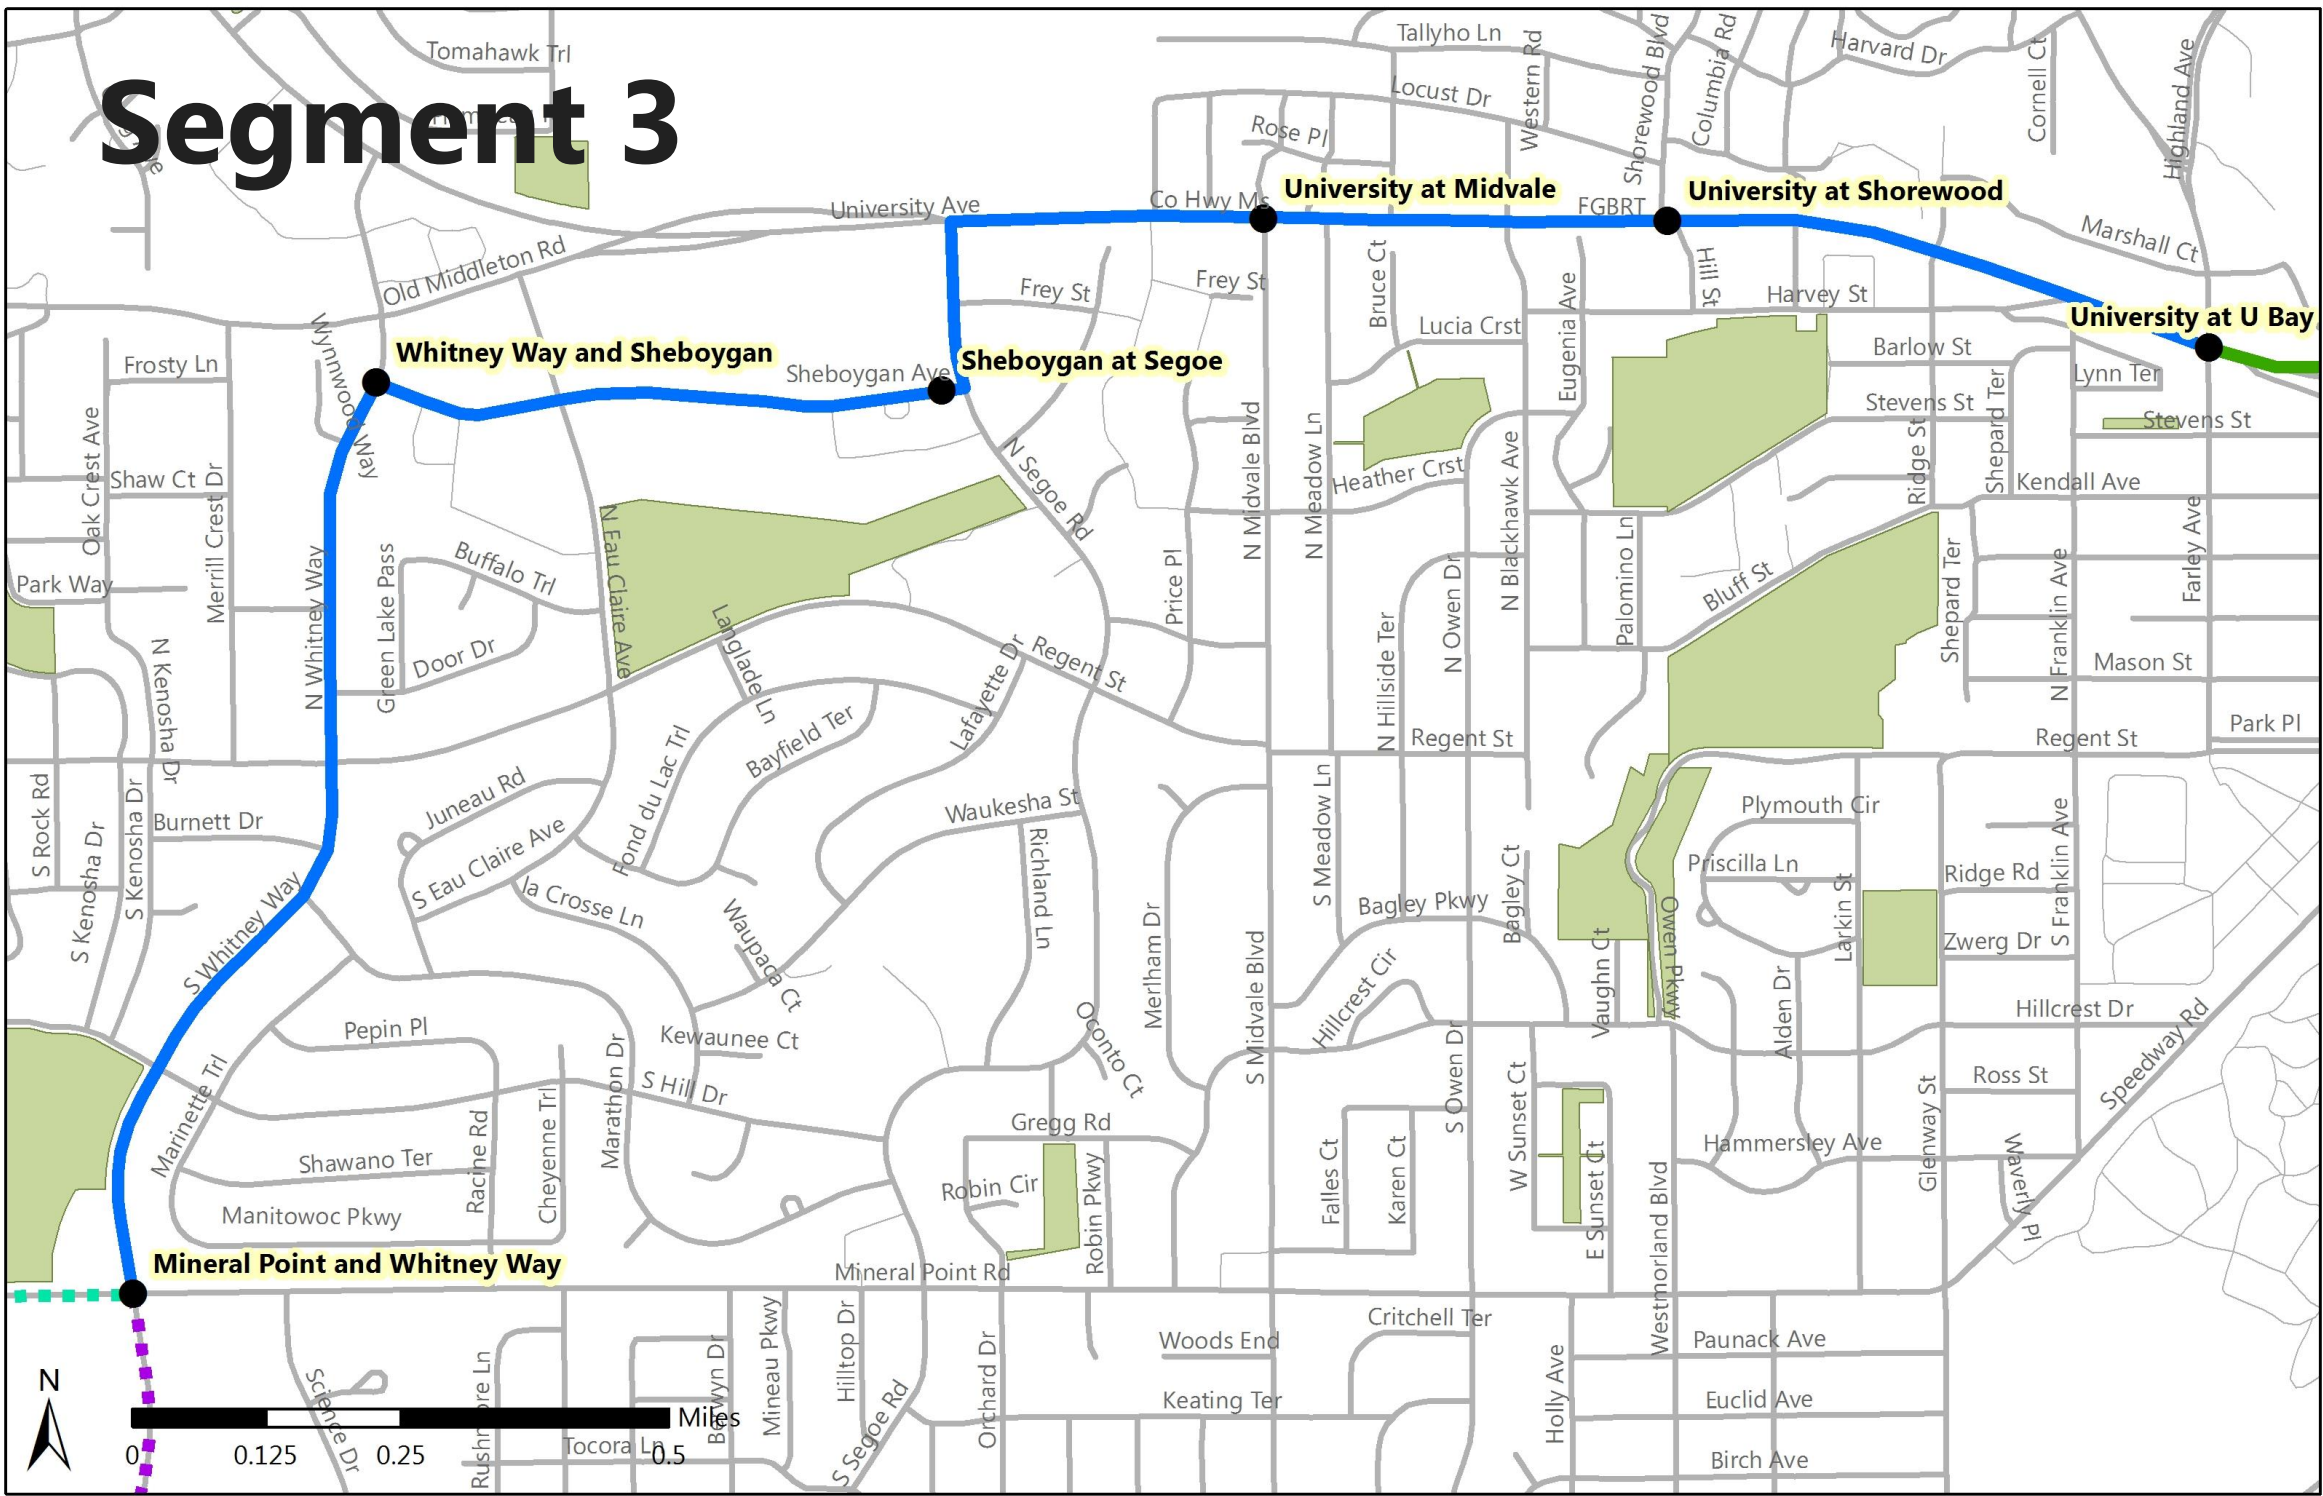 Tomahawk Trl
Segment 3
Tallyho Ln
Western Rd
Shorewood Blvd
Columbia Rd
Harvard Dr
Cornell Ct
Highland Ave
Locust Dr
Rose Pl
University Ave
Co Hwy Ms
University at Midvale
FGBRT
University at Shorewood
Marshall Ct
Old Middleton Rd
Frey St
Frey St
Bruce Ct
Hill St
Harvey St
Eugenia Ave
University at U Bay
Wynnwood Way
Whitney Way and Sheboygan
Sheboygan Ave
Sheboygan at Segoe
Lucia Crst
Barlow St
Frosty Ln
Lynn Ter
Stevens St
Stevens St
Shepard Ter
Ridge St
Oak Crest Ave
Shaw Ct
Merrill Crest Dr
N Segoe Rd
N Midvale Blvd
N Meadow Ln
Heather Crst
N Blackhawk Ave
Kendall Ave
Park Way
N Whitney Way
Green Lake Pass
Buffalo Trl
N Eau Claire Ave
Price Pl
N Owen Dr
Palomino Ln
Bluff St
Shepard Ter
N Franklin Ave
Farley Ave
Door Dr
Langlade Ln
Lafayette Dr
Regent St
N Hillside Ter
Mason St
N Kenosha Dr
Bayfield Ter
Regent St
Regent St
Park Pl
S Rock Rd
S Kenosha Dr
S Kenosha Dr
Burnett Dr
Juneau Rd
Fond du Lac Trl
Waukesha St
S Meadow Ln
Plymouth Cir
S Eau Claire Ave
Richland Ln
Bagley Ct
Priscilla Ln
Larkin St
Ridge Rd
S Franklin Ave
S Whitney Way
la Crosse Ln
Waupaca Ct
Merlham Dr
S Midvale Blvd
Bagley Pkwy
Owen Pkwy
Vaughn Ct
Zwerg Dr
Hillcrest Cir
Alden Dr
Hillcrest Dr
Pepin Pl
Marathon Dr
Kewaunee Ct
Oconto Ct
S Owen Dr
Speedway Rd
Marinette Trl
S Hill Dr
W Sunset Ct
Ross St
Glenway St
Gregg Rd
Hammersley Ave
Shawano Ter
Racine Rd
Cheyenne Trl
Robin Cir
Robin Pkwy
Falles Ct
Karen Ct
E Sunset Ct
Westmorland Blvd
Waverly Pl
Manitowoc Pkwy
Mineral Point and Whitney Way
Mineral Point Rd
Critchell Ter
Woods End
Paunack Ave
Mineau Pkwy
Hilltop Dr
Orchard Dr
Holly Ave
N
Science Dr
S Segoe Rd
Keating Ter
Euclid Ave
Miles
0 0.125 0.25 0.5
Tocora Ln
Birch Ave